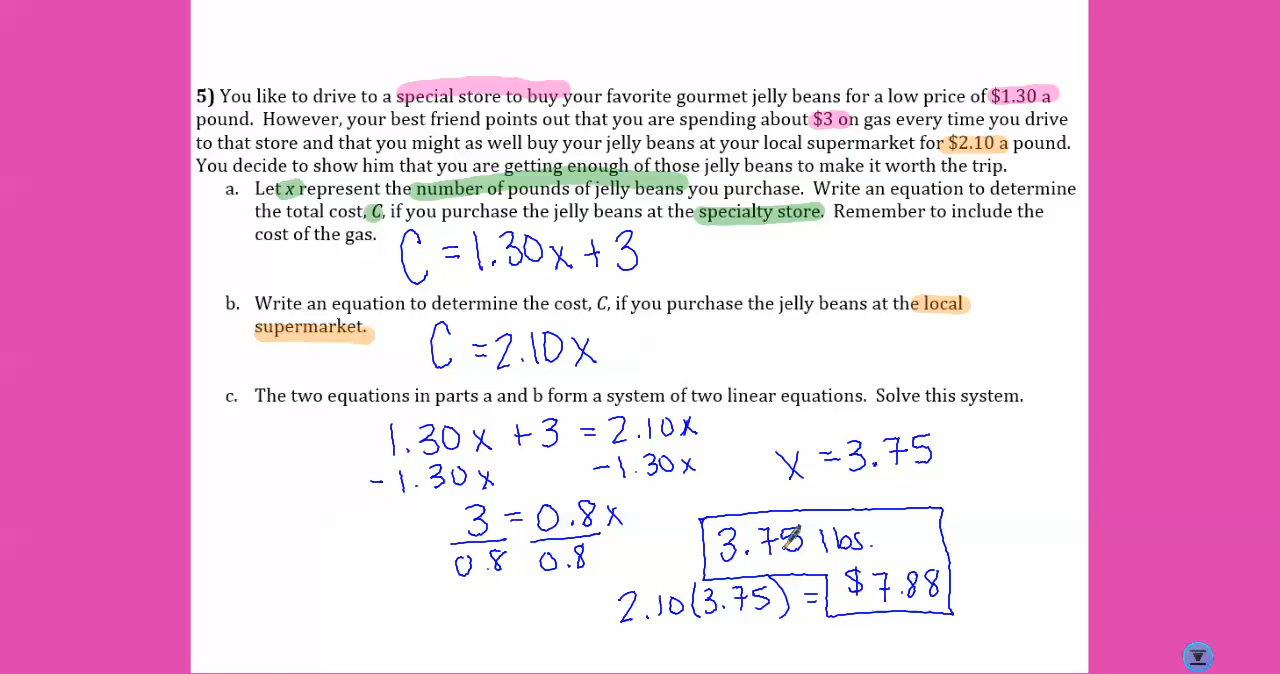 5) You like to drive to a special store to buy your favorite gourmet jelly beans for a low price of $1.30 a
pound. However, your best friend points out that you are spending about $3 on gas every time you drive
to that store and that you might as well buy your jelly beans at your local supermarket for $2.10 a pound.
You decide to show him that you are getting enough of those jelly beans to make it worth the trip.
a. Let x represent the number of pounds of jelly beans you purchase. Write an equation to determine
the total cost, C, if you purchase the jelly beans at the specialty store. Remember to include the
cost of the gas.
C = 1.30x + 3
b. Write an equation to determine the cost, C, if you purchase the jelly beans at the local
supermarket.
C = 2.10x
c. The two equations in parts a and b form a system of two linear equations. Solve this system.
1.30x + 3 = 2.10x
- 1.30x - 1.30x
x = 3.75
3 = 0.8x
0.8 0.8
3.75 lbs.
2.10(3.75) = $7.88